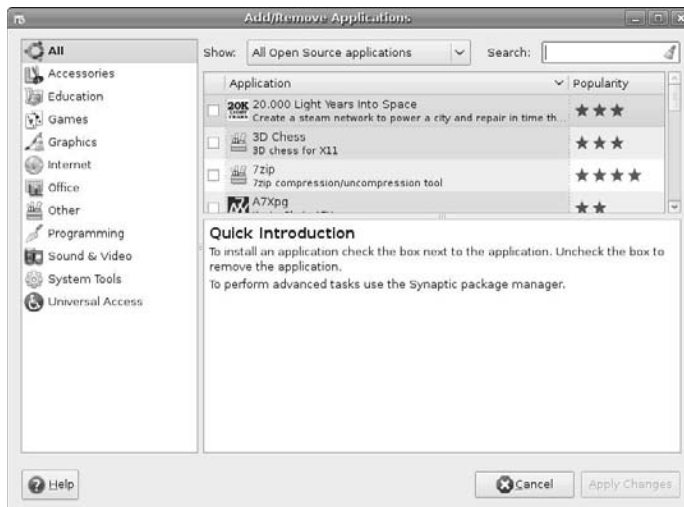 Add/Remove Applications
All
Accessories
Education
Games
Graphics
Internet
Office
Other
Programming
Sound & Video
System Tools
Universal Access
Show: All Open Source applications Search:
Application Popularity
20K
20.000 Light Years Into Space
Create a steam network to power a city and repair in time th...
3D Chess
3D chess for X11
7zip
7zip compression/uncompression tool
A7Xpg
Quick Introduction
To install an application check the box next to the application. Uncheck the box to
remove the application.
To perform advanced tasks use the Synaptic package manager.
Help Cancel Apply Changes